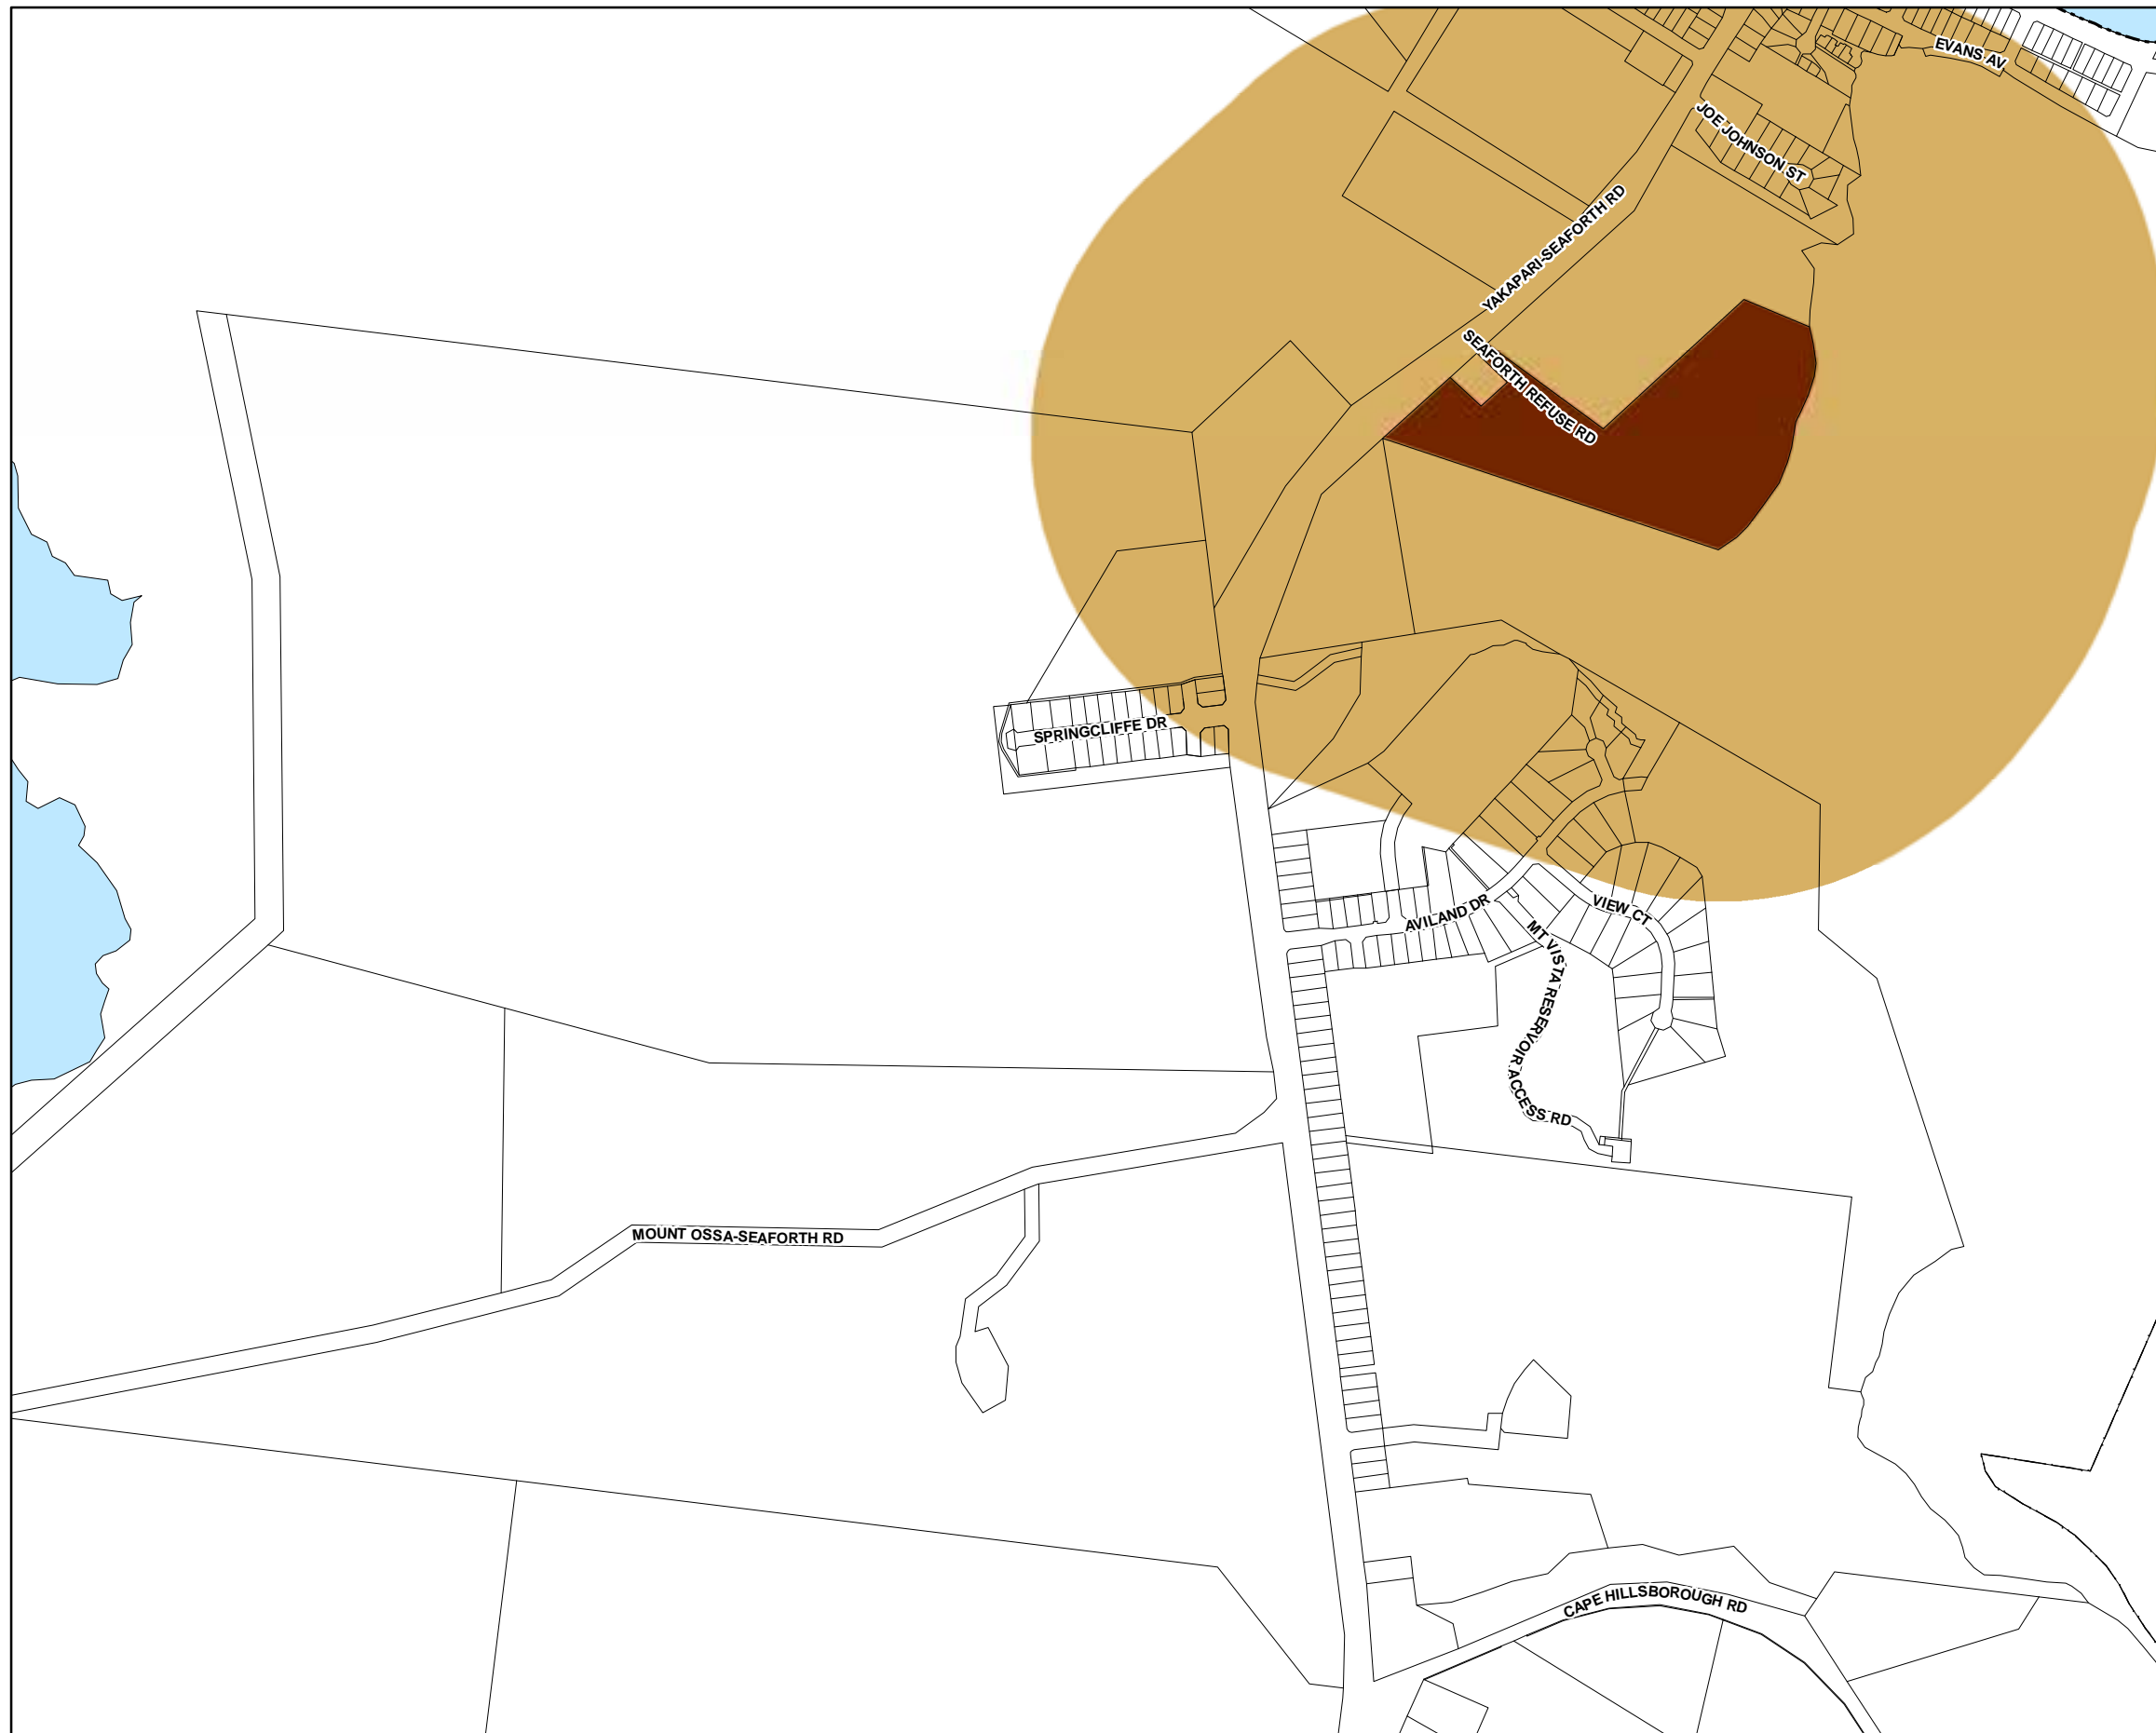 EVANS AV
JOE JOHNSON ST
YAKAPARI-SEAFORTH RD
SEAFORTH REFUSE RD
SPRINGCLIFFE DR
AVILAND DR
VIEW CT
MT VISTA RESERVOIR ACCESS RD
MOUNT OSSA-SEAFORTH RD
CAPE HILLSBOROUGH RD